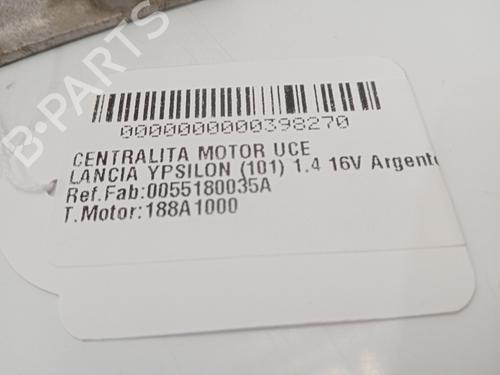 B-PARTS
0000000000398270
CENTRALITA MOTOR UCE
LANCIA YPSILON (101) 1.4 16V Argento
Ref.Fab:0055180035A
T.Motor:188A1000